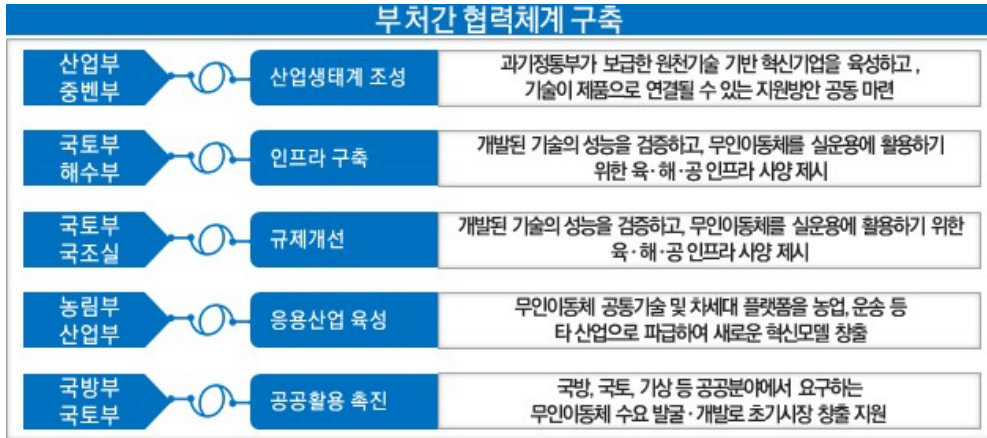 부처간 협력체계 구축
산업부
중벤부
산업생태계 조성
과기정통부가 보급한 원천기술 기반 혁신기업을 육성하고,
기술이 제품으로 연결될 수 있는 지원방안 공동 마련
국토부
해수부
인프라 구축
개발된 기술의 성능을 검증하고, 무인이동체를 실운용에 활용하기
위한 육·해·공 인프라 사양 제시
국토부
국조실
규제개선
개발된 기술의 성능을 검증하고, 무인이동체를 실운용에 활용하기 위한
육·해·공 인프라 사양 제시
농림부
산업부
응용산업 육성
무인이동체 공통기술 및 차세대 플랫폼을 농업, 운송 등
타 산업으로 파급하여 새로운 혁신모델 창출
국방부
국토부
공공활용 촉진
국방, 국토, 기상 등 공공분야에서 요구하는
무인이동체 수요 발굴·개발로 초기시장 창출 지원